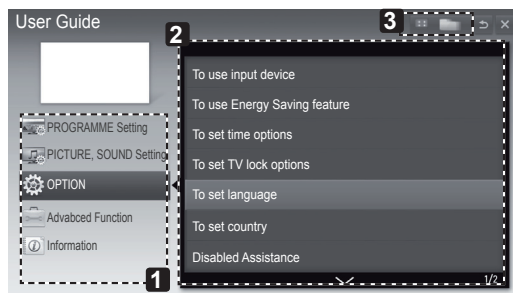 User Guide
3
2
To use input device
To use Energy Saving feature
To set time options
To set TV lock options
To set language
To set country
Disabled Assistance
1/2
PROGRAMME Setting
PICTURE, SOUND Setting
OPTION
Advabced Function
Information
1